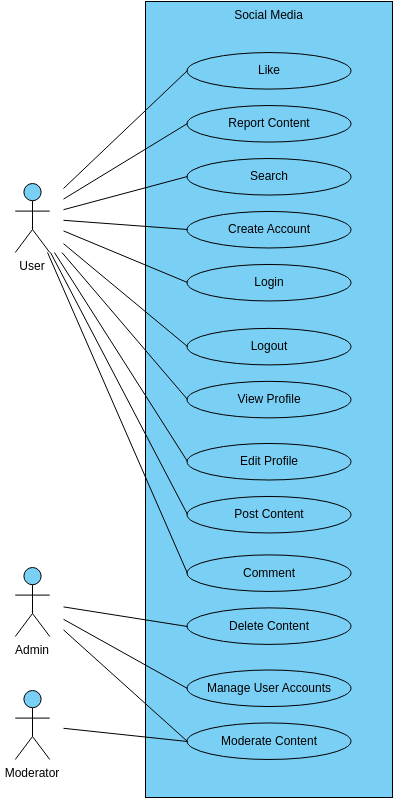 Social Media
Like
Report Content
Search
Create Account
User
Login
Logout
View Profile
Edit Profile
Post Content
Comment
Delete Content
Admin
Manage User Accounts
Moderate Content
Moderator